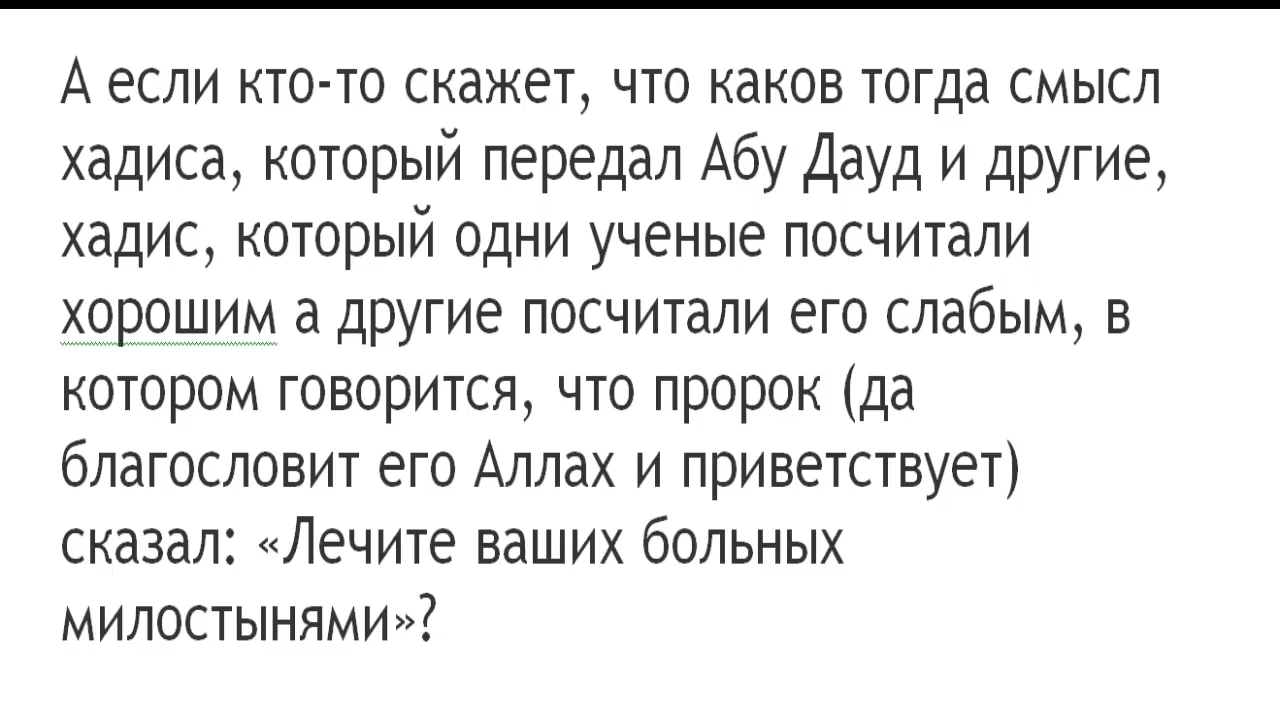 А если кто-то скажет, что каков тогда смысл
хадиса, который передал Абу Дауд и другие,
хадис, который одни ученые посчитали
хорошим а другие посчитали его слабым, в
котором говорится, что пророк (да
благословит его Аллах и приветствует)
сказал: «Лечите ваших больных
милостынями»?